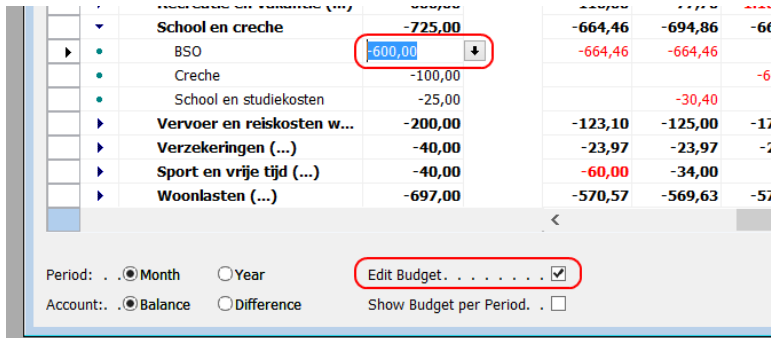 School en creche -725,00 -664,46 -694,86
BSO -600,00 -664,46 -664,46
Creche -100,00
School en studiekosten -25,00 -30,40
Vervoer en reiskosten w... -200,00 -123,10 -125,00
Verzekeringen (...) -40,00 -23,97 -23,97
Sport en vrije tijd (...) -40,00 -60,00 -34,00
Woonlasten (...) -697,00 -570,57 -569,63
Period: . . Month Year Edit Budget. . . . . . . . .
Account:. . Balance Difference Show Budget per Period. .